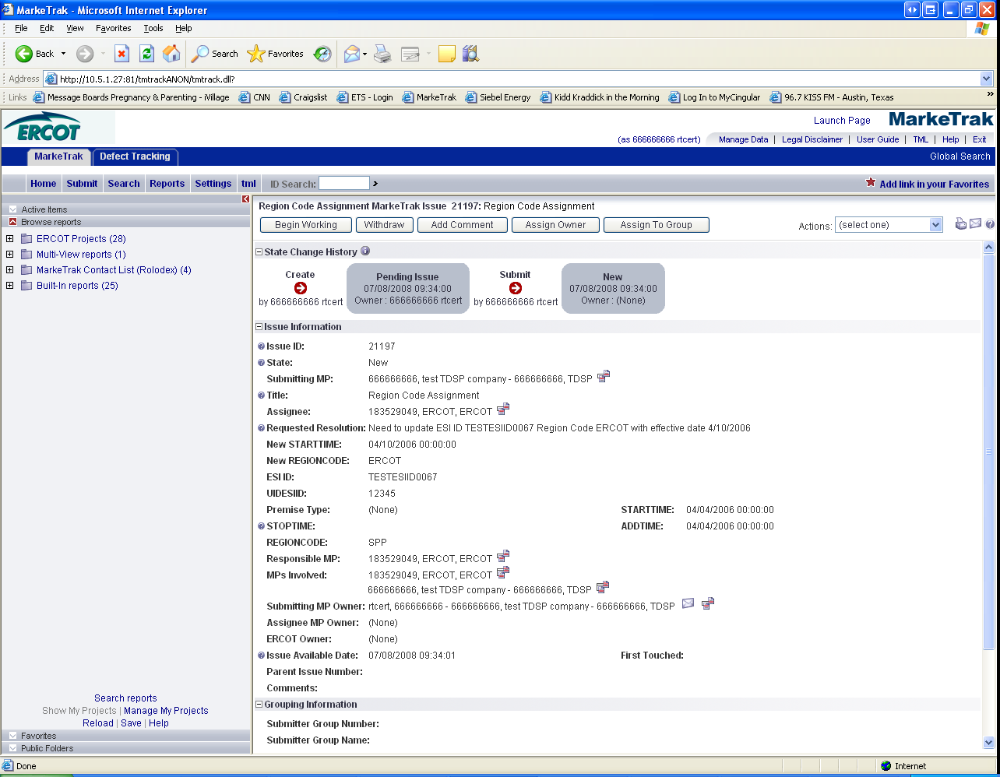 MarkeTrak - Microsoft Internet Explorer
File Edit View Favorites Tools Help
Back Search Favorites
Address http://10.5.1.27:81/tmtrackANON/tmtrack.dll?
Links Message Boards Pregnancy & Parenting - iVillage CNN Craigslist ETS - Login MarkeTrak Siebel Energy Kidd Kraddick in the Morning Log In to MyCingular 96.7 KISS FM - Austin, Texas »
ERCOT Launch Page MarkeTrak
(as 666666666 rtcert) Manage Data | Legal Disclaimer | User Guide | TML | Help | Exit
MarkeTrak Defect Tracking Global Search
Home Submit Search Reports Settings tml ID Search: Add link in your Favorites
Active Items
Browse reports
ERCOT Projects (28)
Multi-View reports (1)
MarkeTrak Contact List (Rolodex) (4)
Built-In reports (25)
Search reports
Show My Projects | Manage My Projects
Reload | Save | Help
Favorites
Public Folders
Region Code Assignment MarkeTrak Issue 21197: Region Code Assignment
Begin Working Withdraw Add Comment Assign Owner Assign To Group Actions: (select one)
State Change History
Create
by 666666666 rtcert
Pending Issue
07/08/2008 09:34:00
Owner : 666666666 rtcert
Submit
by 666666666 rtcert
New
07/08/2008 09:34:00
Owner : (None)
Issue Information
Issue ID: 21197
State: New
Submitting MP: 666666666, test TDSP company - 666666666, TDSP
Title: Region Code Assignment
Assignee: 183529049, ERCOT, ERCOT
Requested Resolution: Need to update ESI ID TESTESIID0067 Region Code ERCOT with effective date 4/10/2006
New STARTTIME: 04/10/2006 00:00:00
New REGIONCODE: ERCOT
ESI ID: TESTESIID0067
UIDESIID: 12345
Premise Type: (None) STARTTIME: 04/04/2006 00:00:00
STOPTIME: ADDTIME: 04/04/2006 00:00:00
REGIONCODE: SPP
Responsible MP: 183529049, ERCOT, ERCOT
MPs Involved: 183529049, ERCOT, ERCOT
666666666, test TDSP company - 666666666, TDSP
Submitting MP Owner: rtcert, 666666666 - 666666666, test TDSP company - 666666666, TDSP
Assignee MP Owner: (None)
ERCOT Owner: (None)
Issue Available Date: 07/08/2008 09:34:01 First Touched:
Parent Issue Number:
Comments:
Grouping Information
Submitter Group Number:
Submitter Group Name:
Done Internet